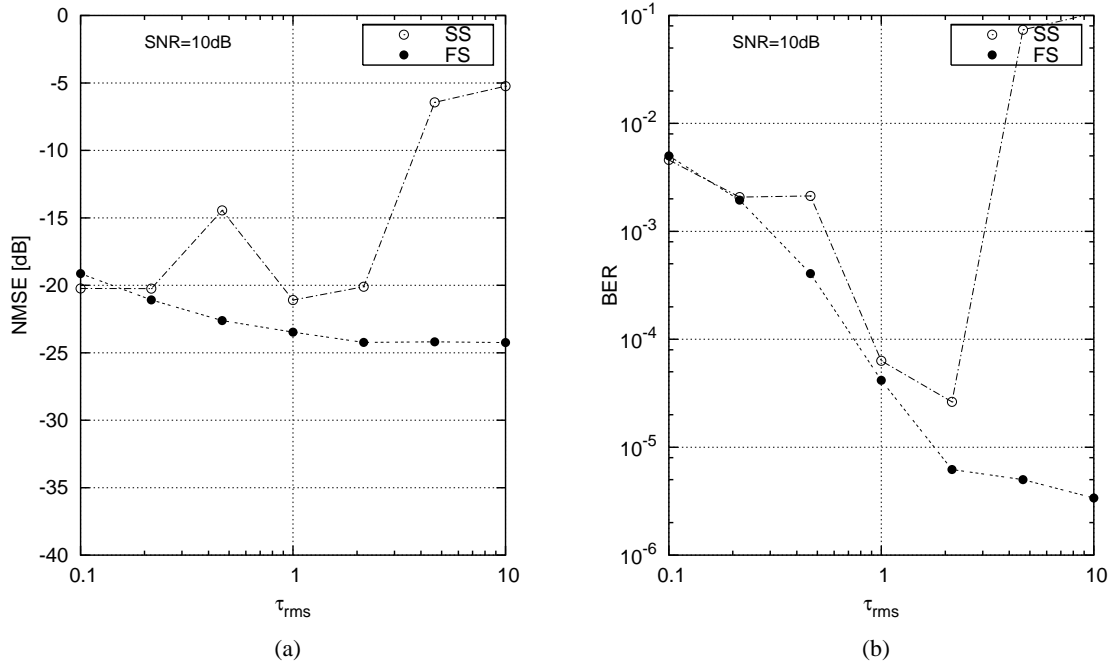 0
-5
-10
-15
-20
-25
-30
-35
-40
NMSE [dB]
0.1
1
10
τrms
SNR=10dB
SS
FS
(a)
10-1
10-2
10-3
10-4
10-5
10-6
BER
0.1
1
10
τrms
SNR=10dB
SS
FS
(b)